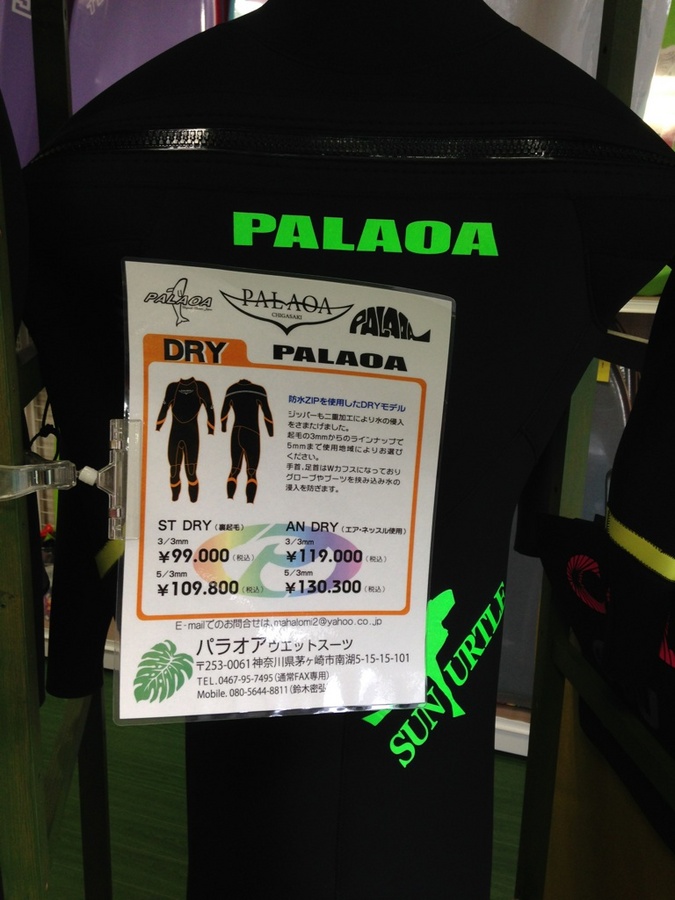 PALAOA
PALAOA
PALAOA
CHIGASAKI
PALAOA
DRY
PALAOA
防水ZIPを使用したDRYモデル
ジッパーも二重加工により水の侵入
をさまたげました。
起毛の3mmからのラインナップで
5mmまで使用地域によりお選び
ください。
手首、足首はWカフスになっており
グローブやブーツを挟み込み水の
浸入を防ぎます。
ST DRY（裏起毛）
3/3mm
¥99.000（税込）
5/3mm
¥109.800（税込）
AN DRY（エア・ネッスル使用）
3/3mm
¥119.000（税込）
5/3mm
¥130.300（税込）
E-mailでのお問合せは、mahalomi2@yahoo.co.jp
パラオアウエットスーツ
〒253-0061 神奈川県茅ヶ崎市南湖5-15-15-101
TEL.0467-95-7495（通常FAX専用）
Mobile. 080-5644-8811（鈴木密弘
SUN TURTLE